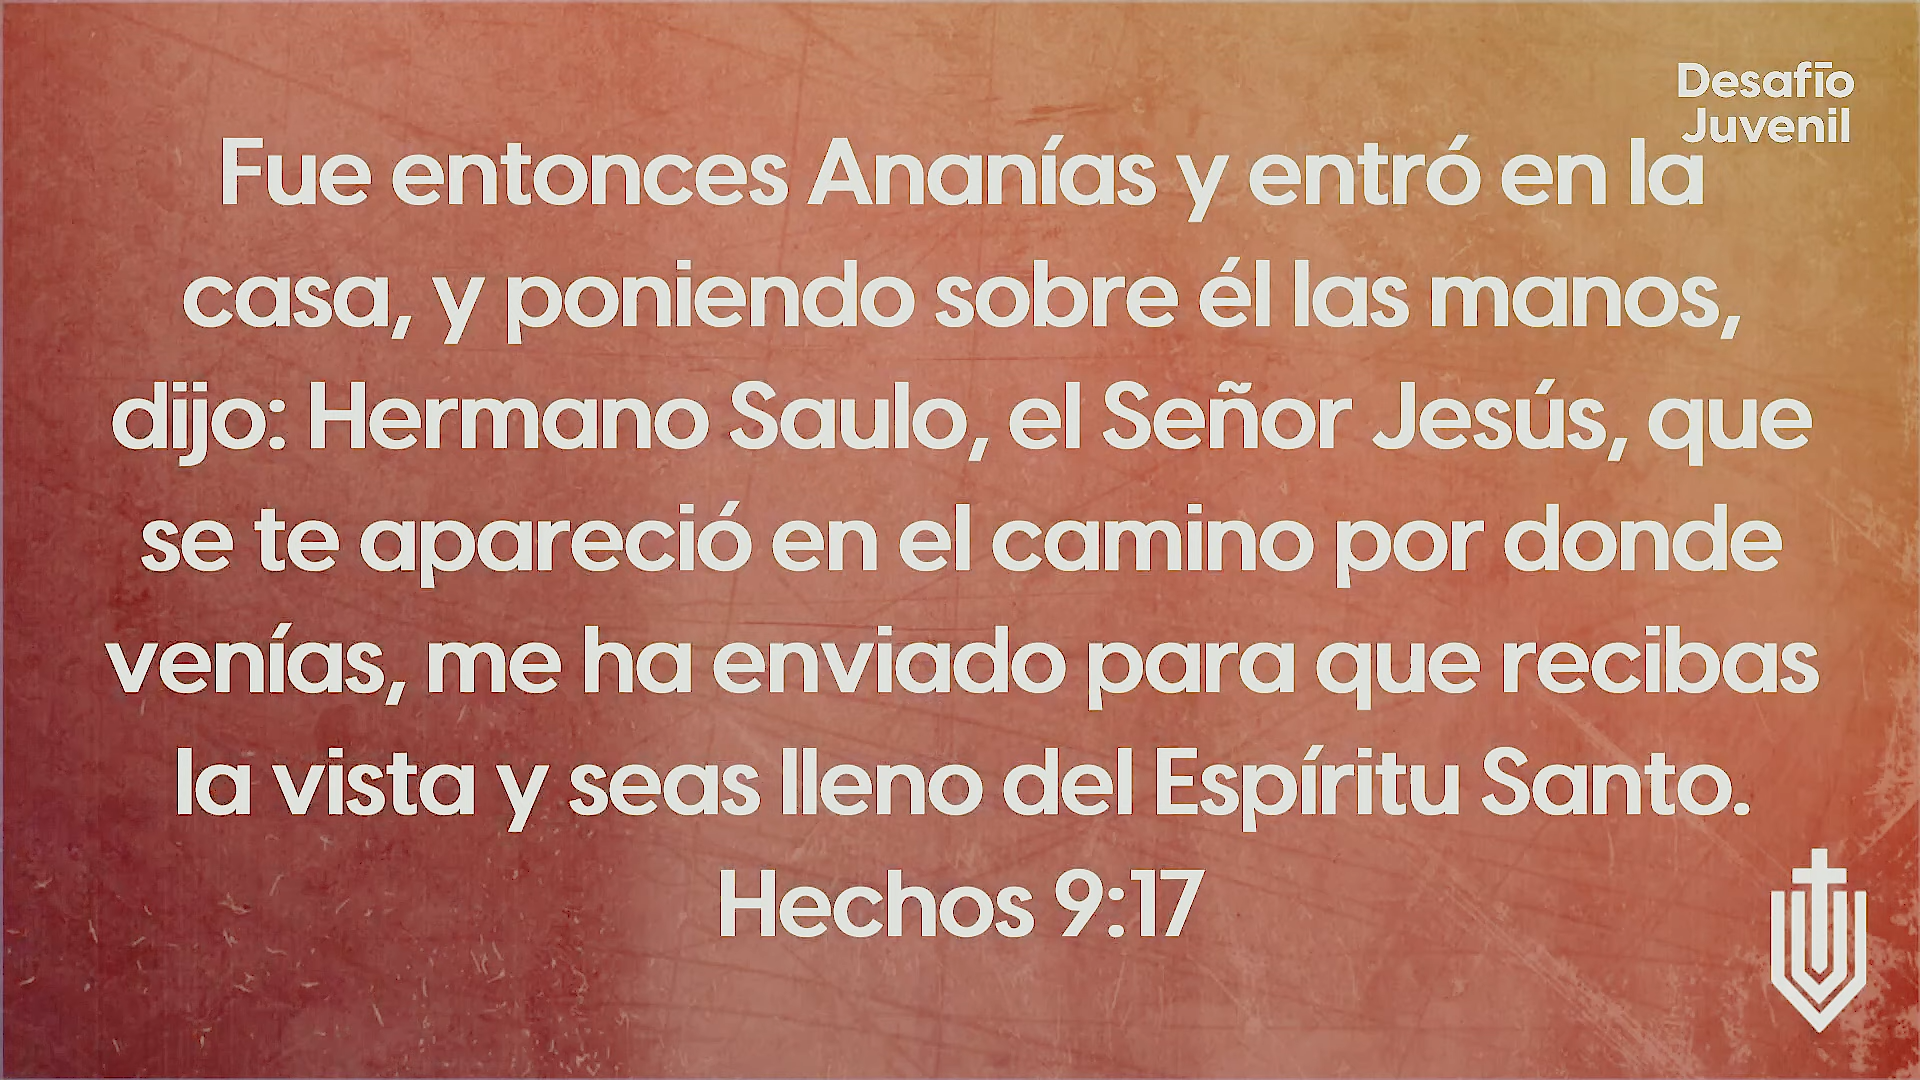 Desafío
Juvenil
Fue entonces Ananías y entró en la
casa, y poniendo sobre él las manos,
dijo: Hermano Saulo, el Señor Jesús, que
se te apareció en el camino por donde
venías, me ha enviado para que recibas
la vista y seas lleno del Espíritu Santo.
Hechos 9:17